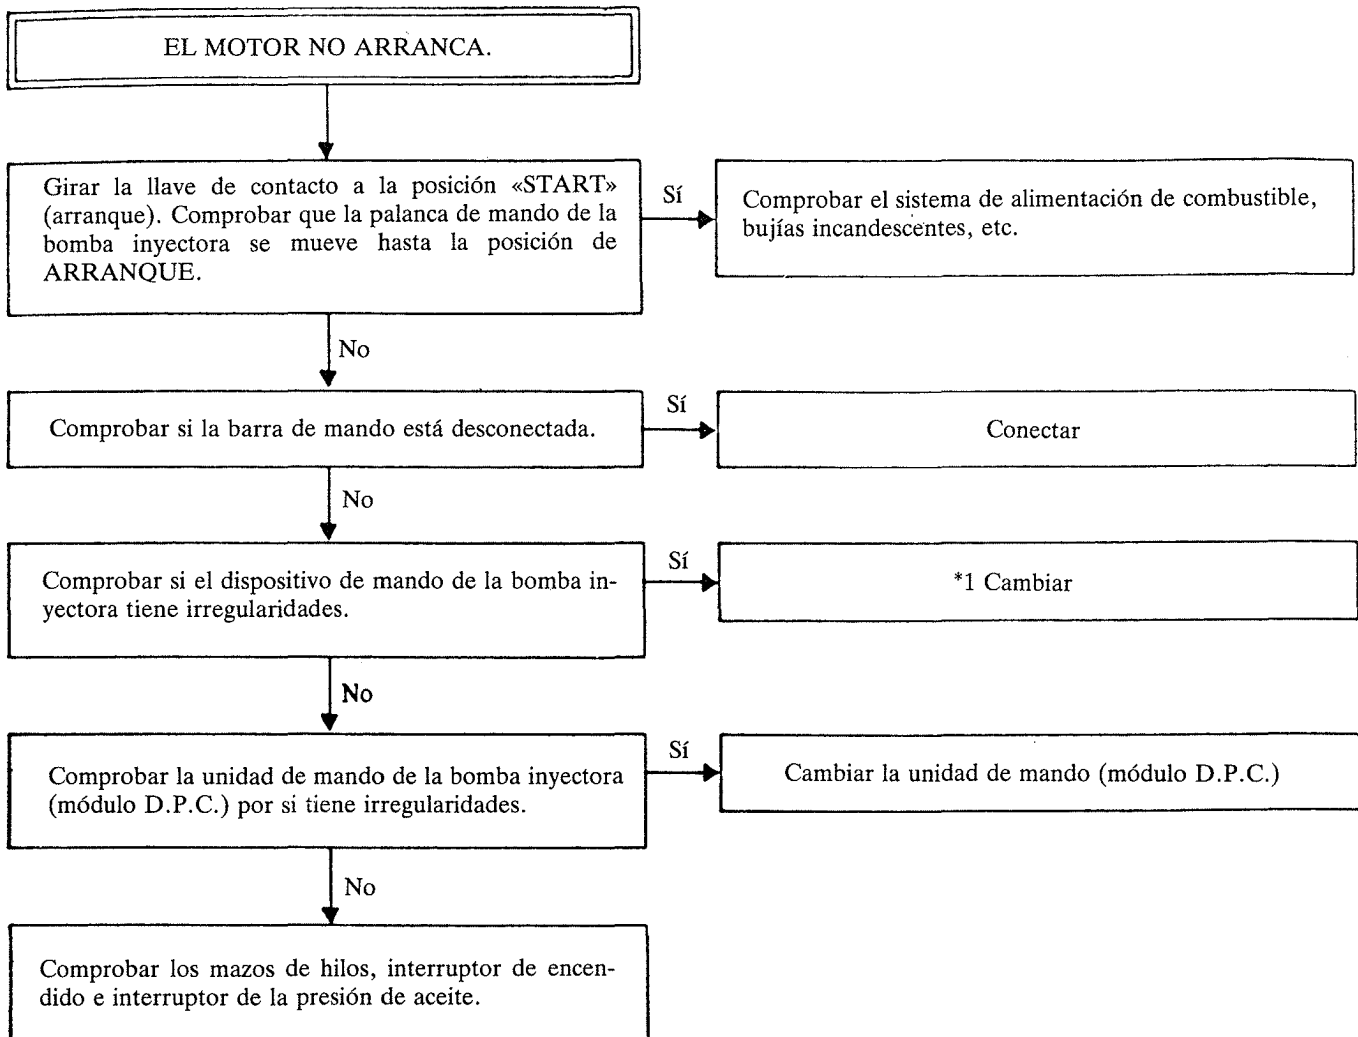 EL MOTOR NO ARRANCA.
Girar la llave de contacto a la posición «START»
(arranque). Comprobar que la palanca de mando de la
bomba inyectora se mueve hasta la posición de
ARRANQUE.
Sí
Comprobar el sistema de alimentación de combustible,
bujías incandescentes, etc.
No
Comprobar si la barra de mando está desconectada.
Sí
Conectar
No
Comprobar si el dispositivo de mando de la bomba in-
yectora tiene irregularidades.
Sí
*1 Cambiar
No
Comprobar la unidad de mando de la bomba inyectora
(módulo D.P.C.) por si tiene irregularidades.
Sí
Cambiar la unidad de mando (módulo D.P.C.)
No
Comprobar los mazos de hilos, interruptor de encen-
dido e interruptor de la presión de aceite.